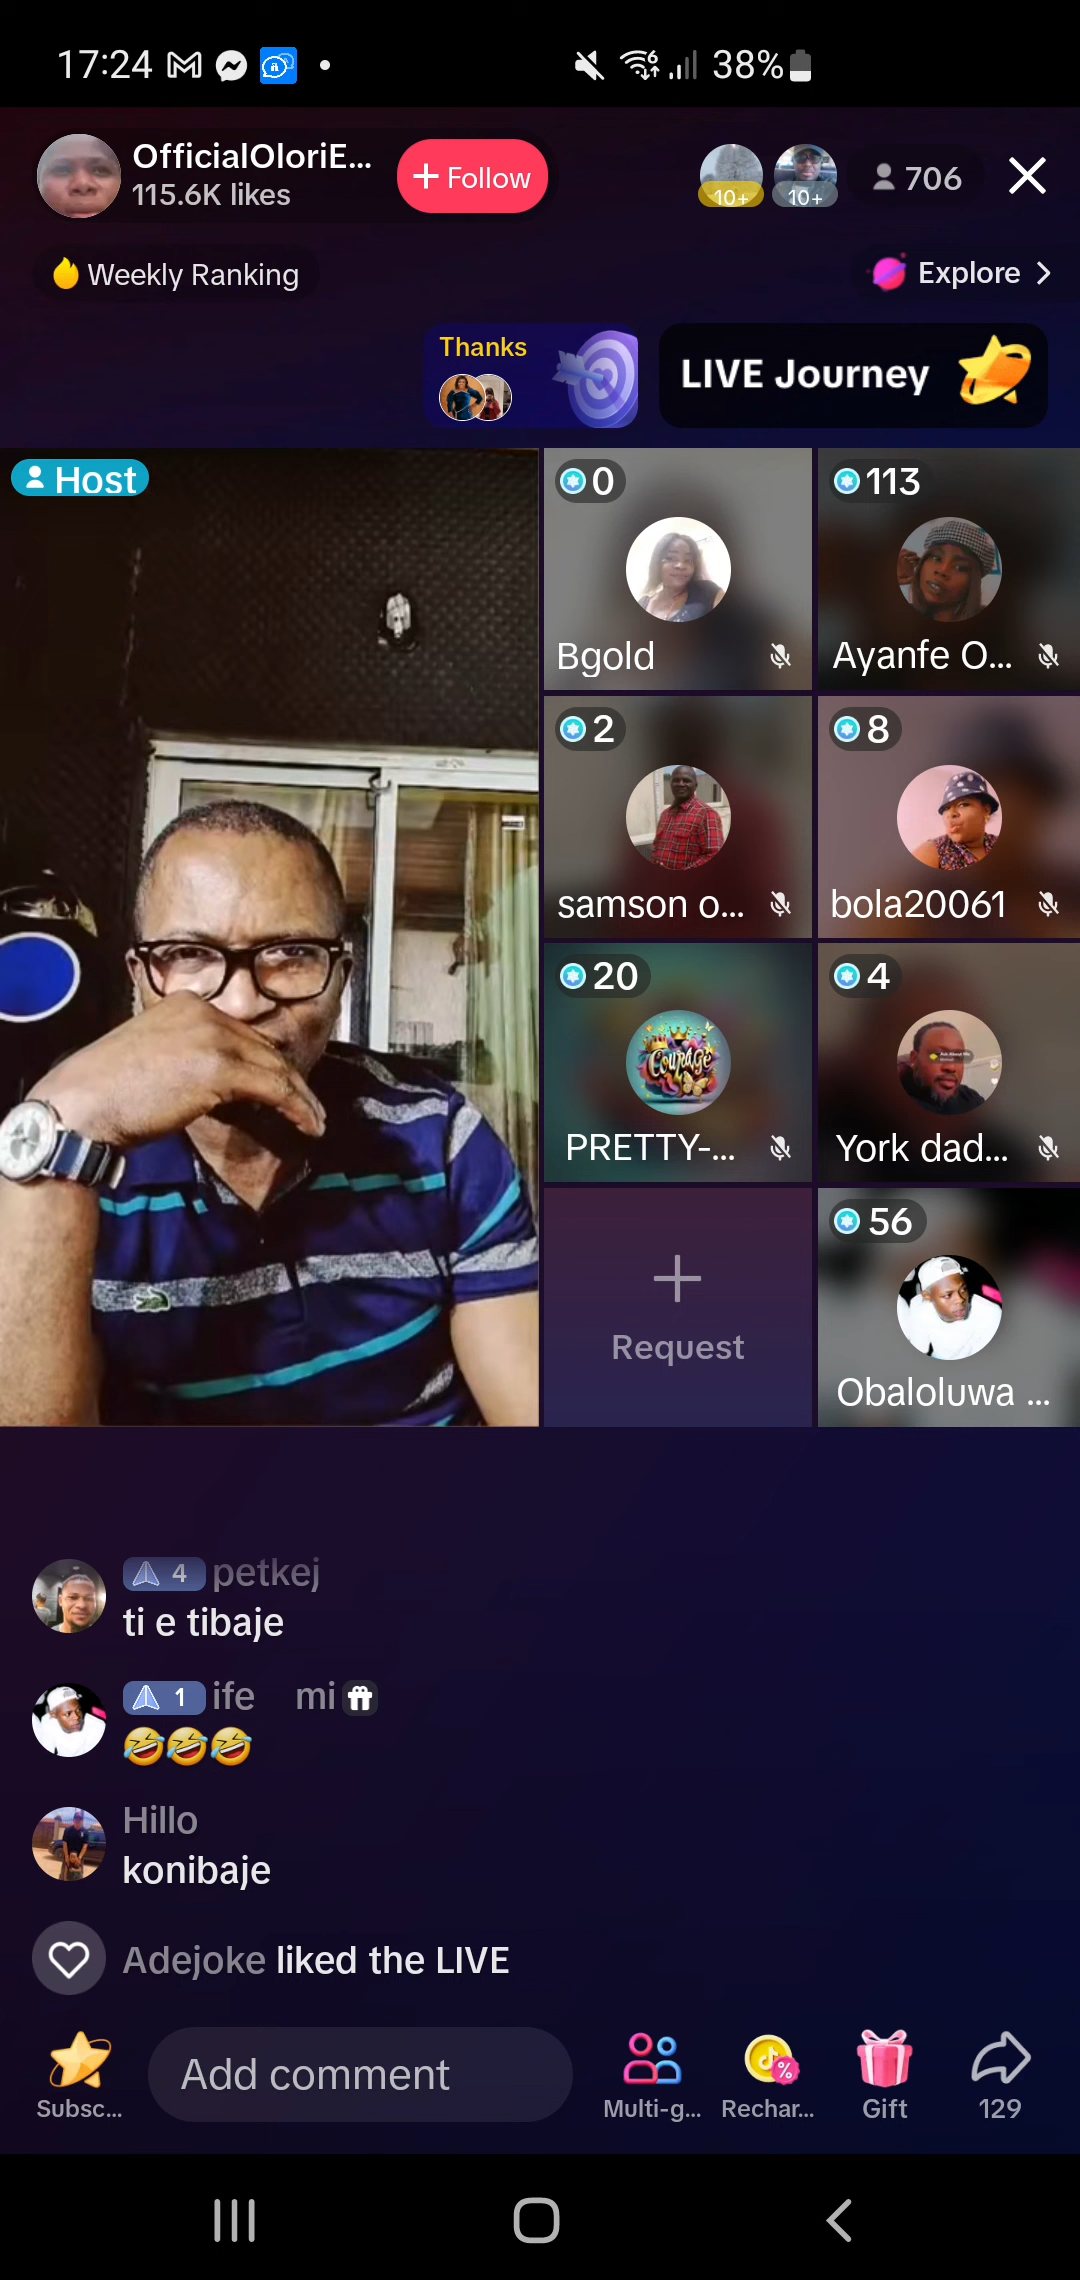 17:24
38%
OfficialOloriE...
115.6K likes
+ Follow
10+
10+
706
Weekly Ranking
Explore >
Thanks
LIVE Journey
Host
0
Bgold
113
Ayanfe O...
2
samson o...
8
bola20061
20
Courage
PRETTY-...
4
York dad...
Request
56
Obaloluwa ...
4 petkej
ti e tibaje
1 ife mi
🤣🤣🤣
Hillo
konibaje
Adejoke liked the LIVE
Add comment
Subsc...
Multi-g...
Rechar...
Gift
129